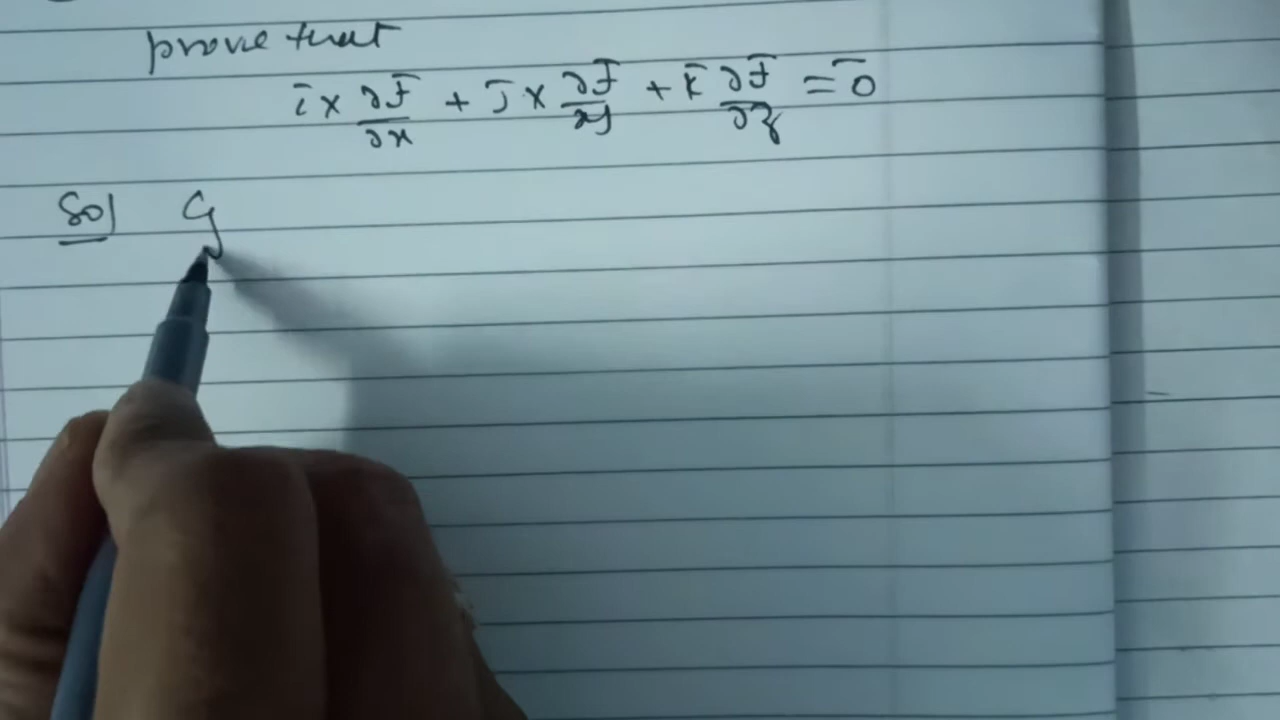 prove that
i̅ × ∂f̅/∂x + j̅ × ∂f̅/∂y + k̅ ∂f̅/∂z = 0̅
Sol G